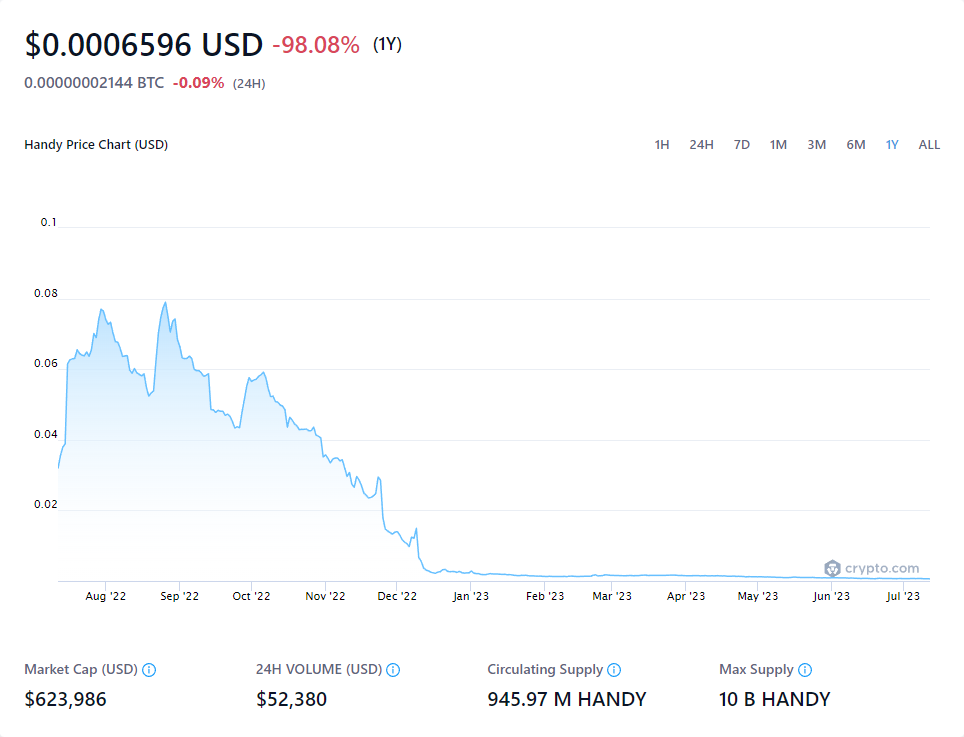 $0.0006596 USD -98.08% (1Y)
0.00000002144 BTC -0.09% (24H)
Handy Price Chart (USD) 1H 24H 7D 1M 3M 6M 1Y ALL
0.1
0.08
0.06
0.04
0.02
crypto.com
Aug '22 Sep '22 Oct '22 Nov '22 Dec '22 Jan '23 Feb '23 Mar '23 Apr '23 May '23 Jun '23 Jul '23
Market Cap (USD) 24H VOLUME (USD) Circulating Supply Max Supply
$623,986 $52,380 945.97 M HANDY 10 B HANDY